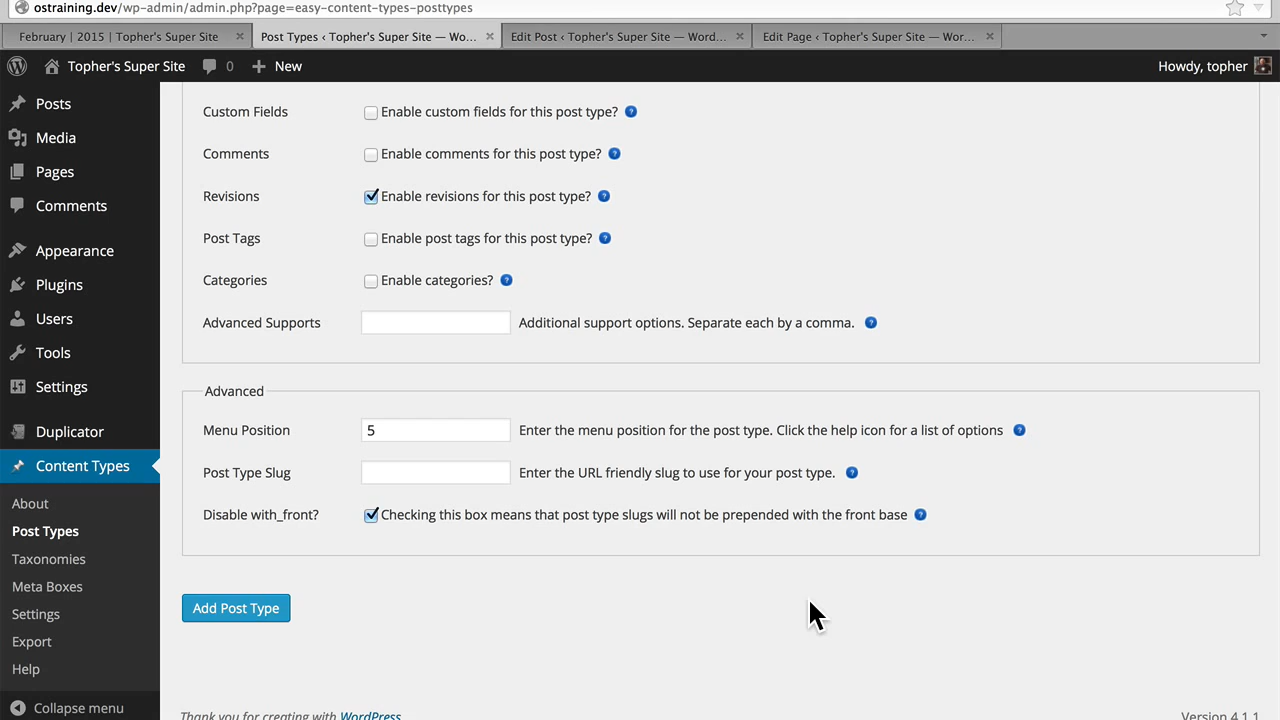 ostraining.dev/wp-admin/admin.php?page=easy-content-types-posttypes
February | 2015 | Topher's Super Site × Post Types ‹ Topher's Super Site — Wo... × Edit Post ‹ Topher's Super Site — Word... × Edit Page ‹ Topher's Super Site — Wor... ×
Topher's Super Site 0 + New Howdy, topher
Posts
Media
Pages
Comments
Appearance
Plugins
Users
Tools
Settings
Duplicator
Content Types
About
Post Types
Taxonomies
Meta Boxes
Settings
Export
Help
Collapse menu
Custom Fields Enable custom fields for this post type? ?
Comments Enable comments for this post type? ?
Revisions Enable revisions for this post type? ?
Post Tags Enable post tags for this post type? ?
Categories Enable categories? ?
Advanced Supports Additional support options. Separate each by a comma. ?
Advanced
Menu Position 5 Enter the menu position for the post type. Click the help icon for a list of options ?
Post Type Slug Enter the URL friendly slug to use for your post type. ?
Disable with_front? Checking this box means that post type slugs will not be prepended with the front base ?
Add Post Type
Thank you for creating with WordPress Version 4.1.1